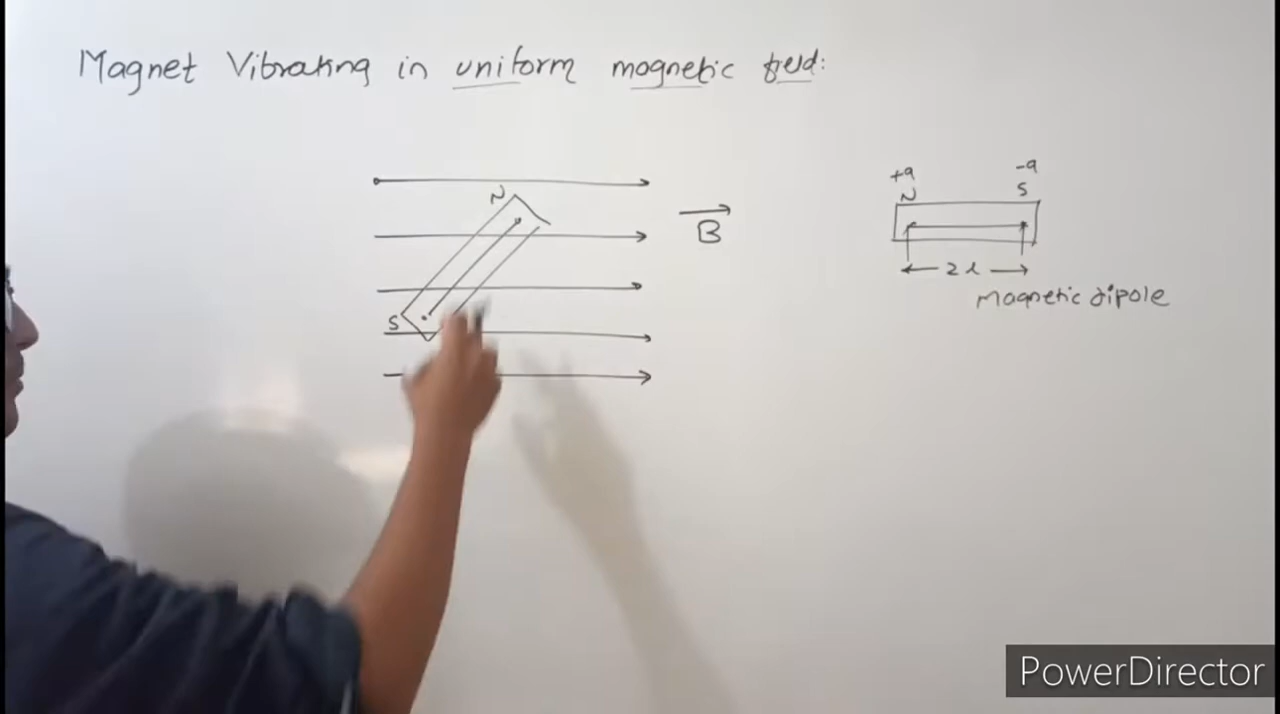 Magnet Vibrating in uniform magnetic field:
N
S
B
+q
-q
N
S
2l
magnetic dipole
PowerDirector